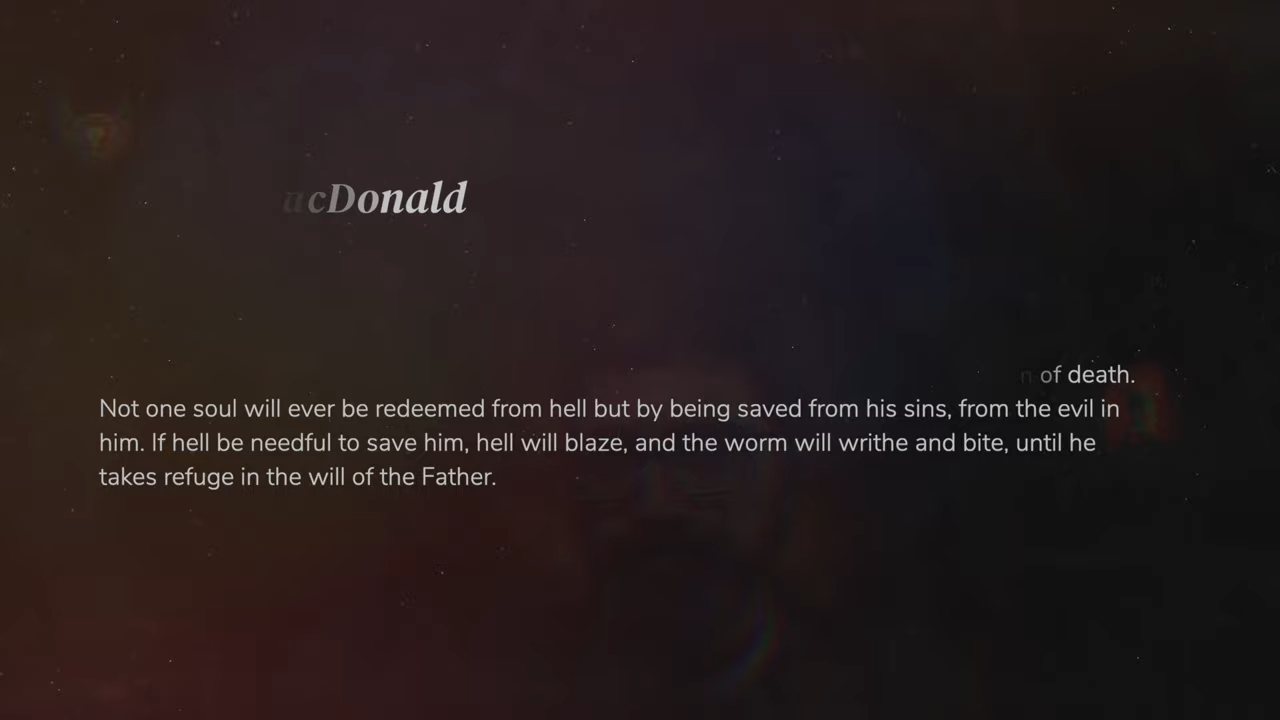 acDonald
n of death.
Not one soul will ever be redeemed from hell but by being saved from his sins, from the evil in
him. If hell be needful to save him, hell will blaze, and the worm will writhe and bite, until he
takes refuge in the will of the Father.